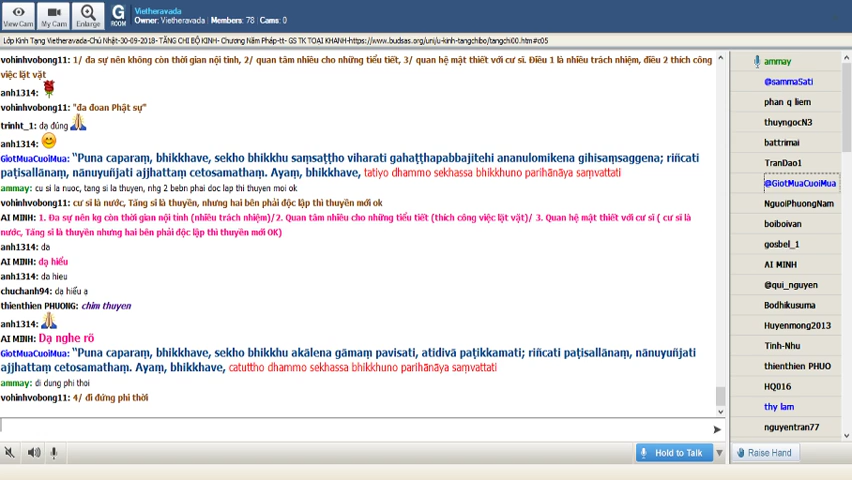 View Cam
My Cam
Enlarge
G
ROOM
Vietheravada
Owner: Vietheravada | Members: 78 | Cams: 0
Lớp Kinh Tạng Vietheravada-Chủ Nhật-30-09-2018- TĂNG CHI BỘ KINH- Chương Năm Pháp-tt- GS TK TOẠI KHANH-https://www.budsas.org/uni/u-kinh-tangchibo/tangchi00.htm#c05
vohinhvobong11: 1/ đa sự nên không còn thời gian nội tỉnh, 2/ quan tâm nhiều cho những tiểu tiết, 3/ quan hệ mật thiết với cư sĩ. Điều 1 là nhiều trách nhiệm, điều 2 thích công
việc lặt vặt
anh1314:
vohinhvobong11: "đa đoan Phật sự"
trinht_1: dạ đúng
anh1314:
GiotMuaCuoiMua: "Puna caparaṃ, bhikkhave, sekho bhikkhu saṃsaṭṭho viharati gahaṭṭhapabbajitehi ananulomikena gihisaṃsaggena; riñcati
paṭisallānaṃ, nānuyuñjati ajjhattaṃ cetosamathaṃ. Ayaṃ, bhikkhave, tatiyo dhammo sekhassa bhikkhuno parihānāya saṃvattati
ammay: cu si la nuoc, tang si la thuyen, nhg 2 bebn phai doc lap thi thuyen moi ok
vohinhvobong11: cư sĩ là nước, Tăng sĩ là thuyền, nhưng hai bên phải độc lập thì thuyền mới ok
AI MINH: 1. Đa sự nên kg còn thời gian nội tỉnh (nhiều trách nhiệm)/2. Quan tâm nhiều cho những tiểu tiết (thích công việc lặt vặt)/ 3. Quan hệ mật thiết với cư sĩ ( cư sĩ là
nước, Tăng sĩ là thuyền nhưng hai bên phải độc lập thì thuyền mới OK)
anh1314: da
AI MINH: dạ hiểu
anh1314: da hieu
chuchanh94: dạ hiểu ạ
thienthien PHUONG: chim thuyen
anh1314:
AI MINH: Dạ nghe rõ
GiotMuaCuoiMua: "Puna caparaṃ, bhikkhave, sekho bhikkhu akālena gāmaṃ pavisati, atidivā paṭikkamati; riñcati paṭisallānaṃ, nānuyuñjati
ajjhattaṃ cetosamathaṃ. Ayaṃ, bhikkhave, catuttho dhammo sekhassa bhikkhuno parihānāya saṃvattati
ammay: di dung phi thoi
vohinhvobong11: 4/ đi đứng phi thời
Hold to Talk
ammay
@sammaSati
phan q liem
thuyngocN3
battrimai
TranDao1
@GiotMuaCuoiMua
NguoiPhuongNam
boiboivan
gosbel_1
AI MINH
@qui_nguyen
Bodhikusuma
Huyenmong2013
Tinh-Nhu
thienthien PHUO
HQ016
thy lam
nguyentran77
Raise Hand